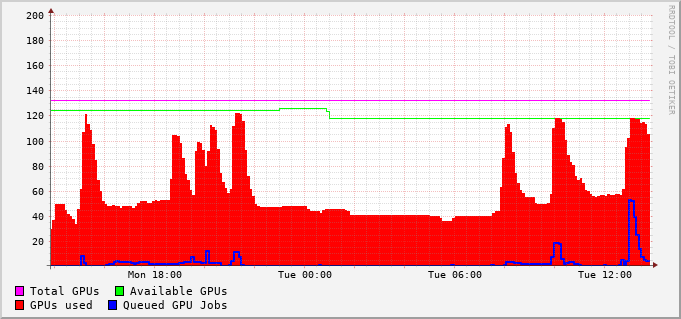 200
180
160
140
120
100
80
60
40
20
Mon 18:00 Tue 00:00 Tue 06:00 Tue 12:00
Total GPUs Available GPUs
GPUs used Queued GPU Jobs
RRDTOOL / TOBI OETIKER